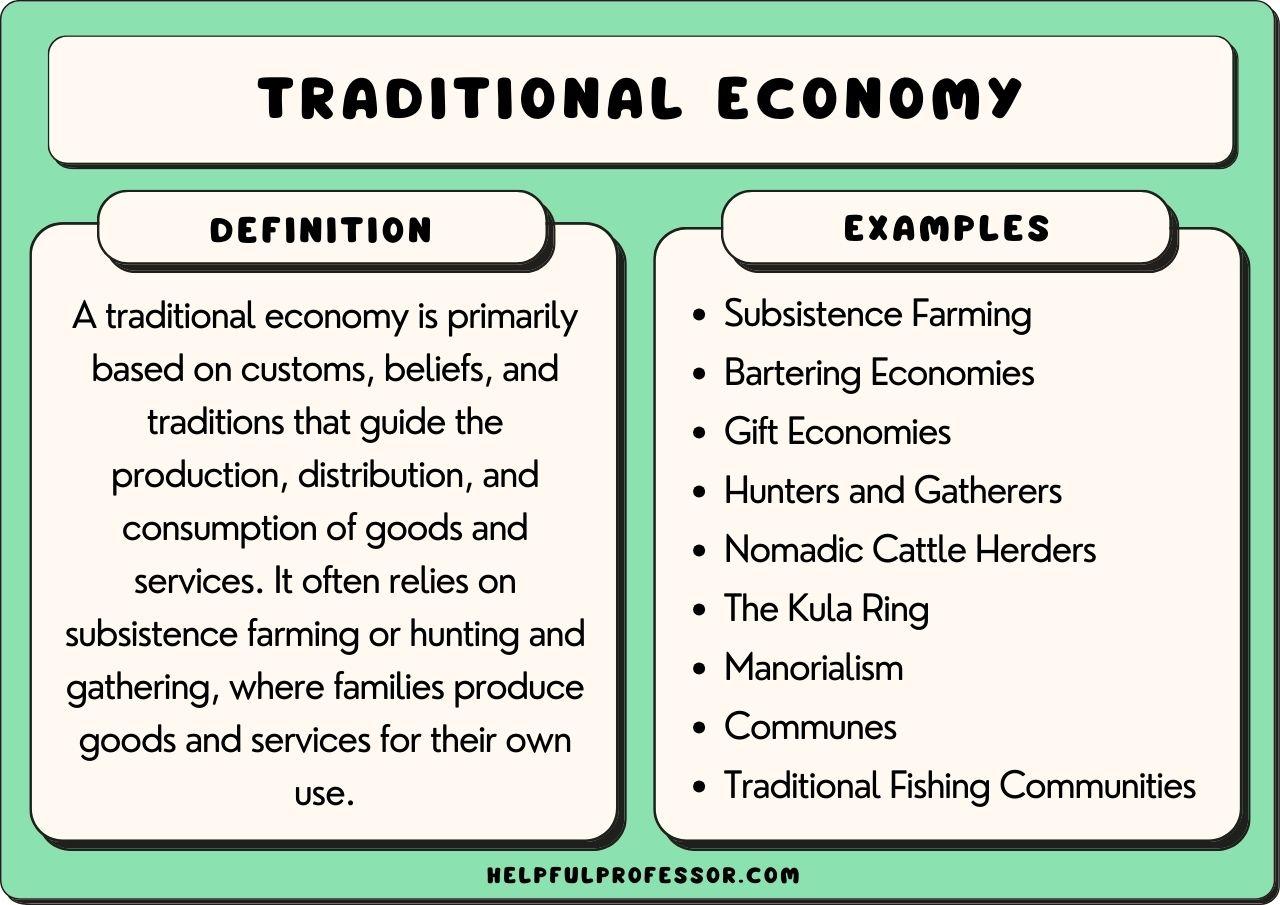 TRADITIONAL ECONOMY
DEFINITION
A traditional economy is primarily
based on customs, beliefs, and
traditions that guide the
production, distribution, and
consumption of goods and
services. It often relies on
subsistence farming or hunting and
gathering, where families produce
goods and services for their own
use.
EXAMPLES
• Subsistence Farming
• Bartering Economies
• Gift Economies
• Hunters and Gatherers
• Nomadic Cattle Herders
• The Kula Ring
• Manorialism
• Communes
• Traditional Fishing Communities
HELPFULPROFESSOR.COM